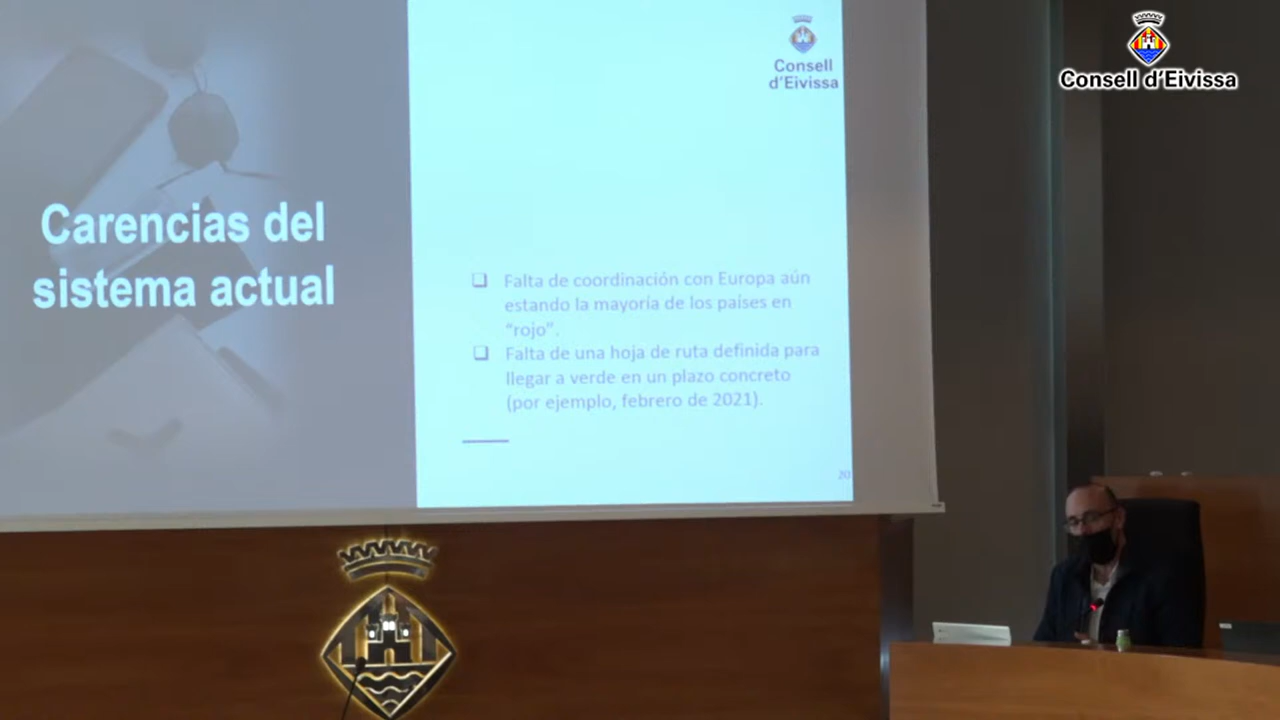 Consell d'Eivissa
Consell
d'Eivissa
Carencias del
sistema actual
❑ Falta de coordinación con Europa aún
estando la mayoría de los países en
“rojo”.
❑ Falta de una hoja de ruta definida para
llegar a verde en un plazo concreto
(por ejemplo, febrero de 2021).
20